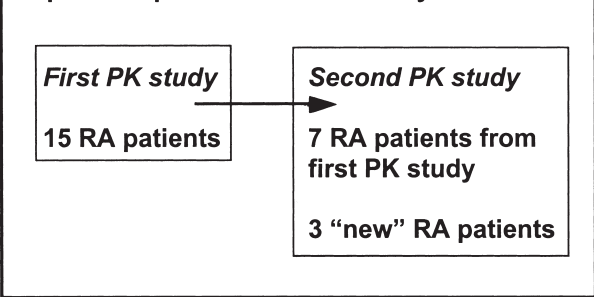 First PK study
15 RA patients
Second PK study
7 RA patients from
first PK study
3 “new” RA patients